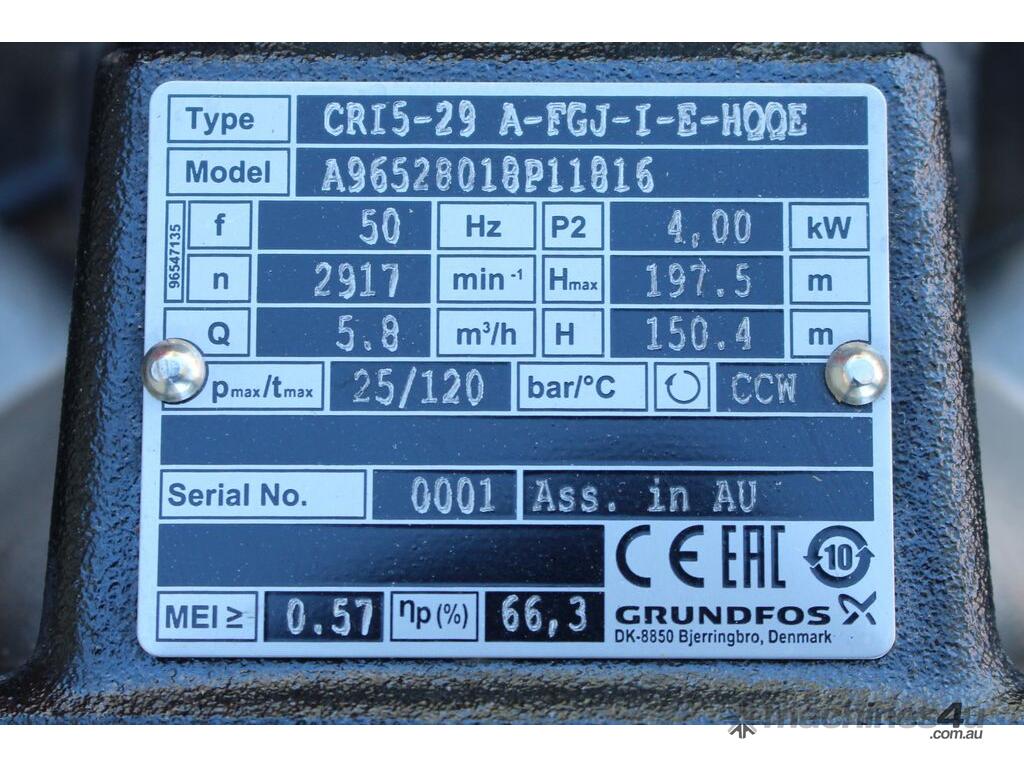 Type CRI5-29 A-FGJ-I-E-HQQE
Model A96528018P11816
96547135
f 50 Hz P2 4,00 kW
n 2917 min⁻¹ Hmax 197.5 m
Q 5.8 m³/h H 150.4 m
pmax/tmax 25/120 bar/°C CCW
Serial No. 0001 Ass. in AU
CE EAC 10
MEI ≥ 0.57 ηp(%) 66,3 GRUNDFOS
DK-8850 Bjerringbro, Denmark
machines4u
.com.au